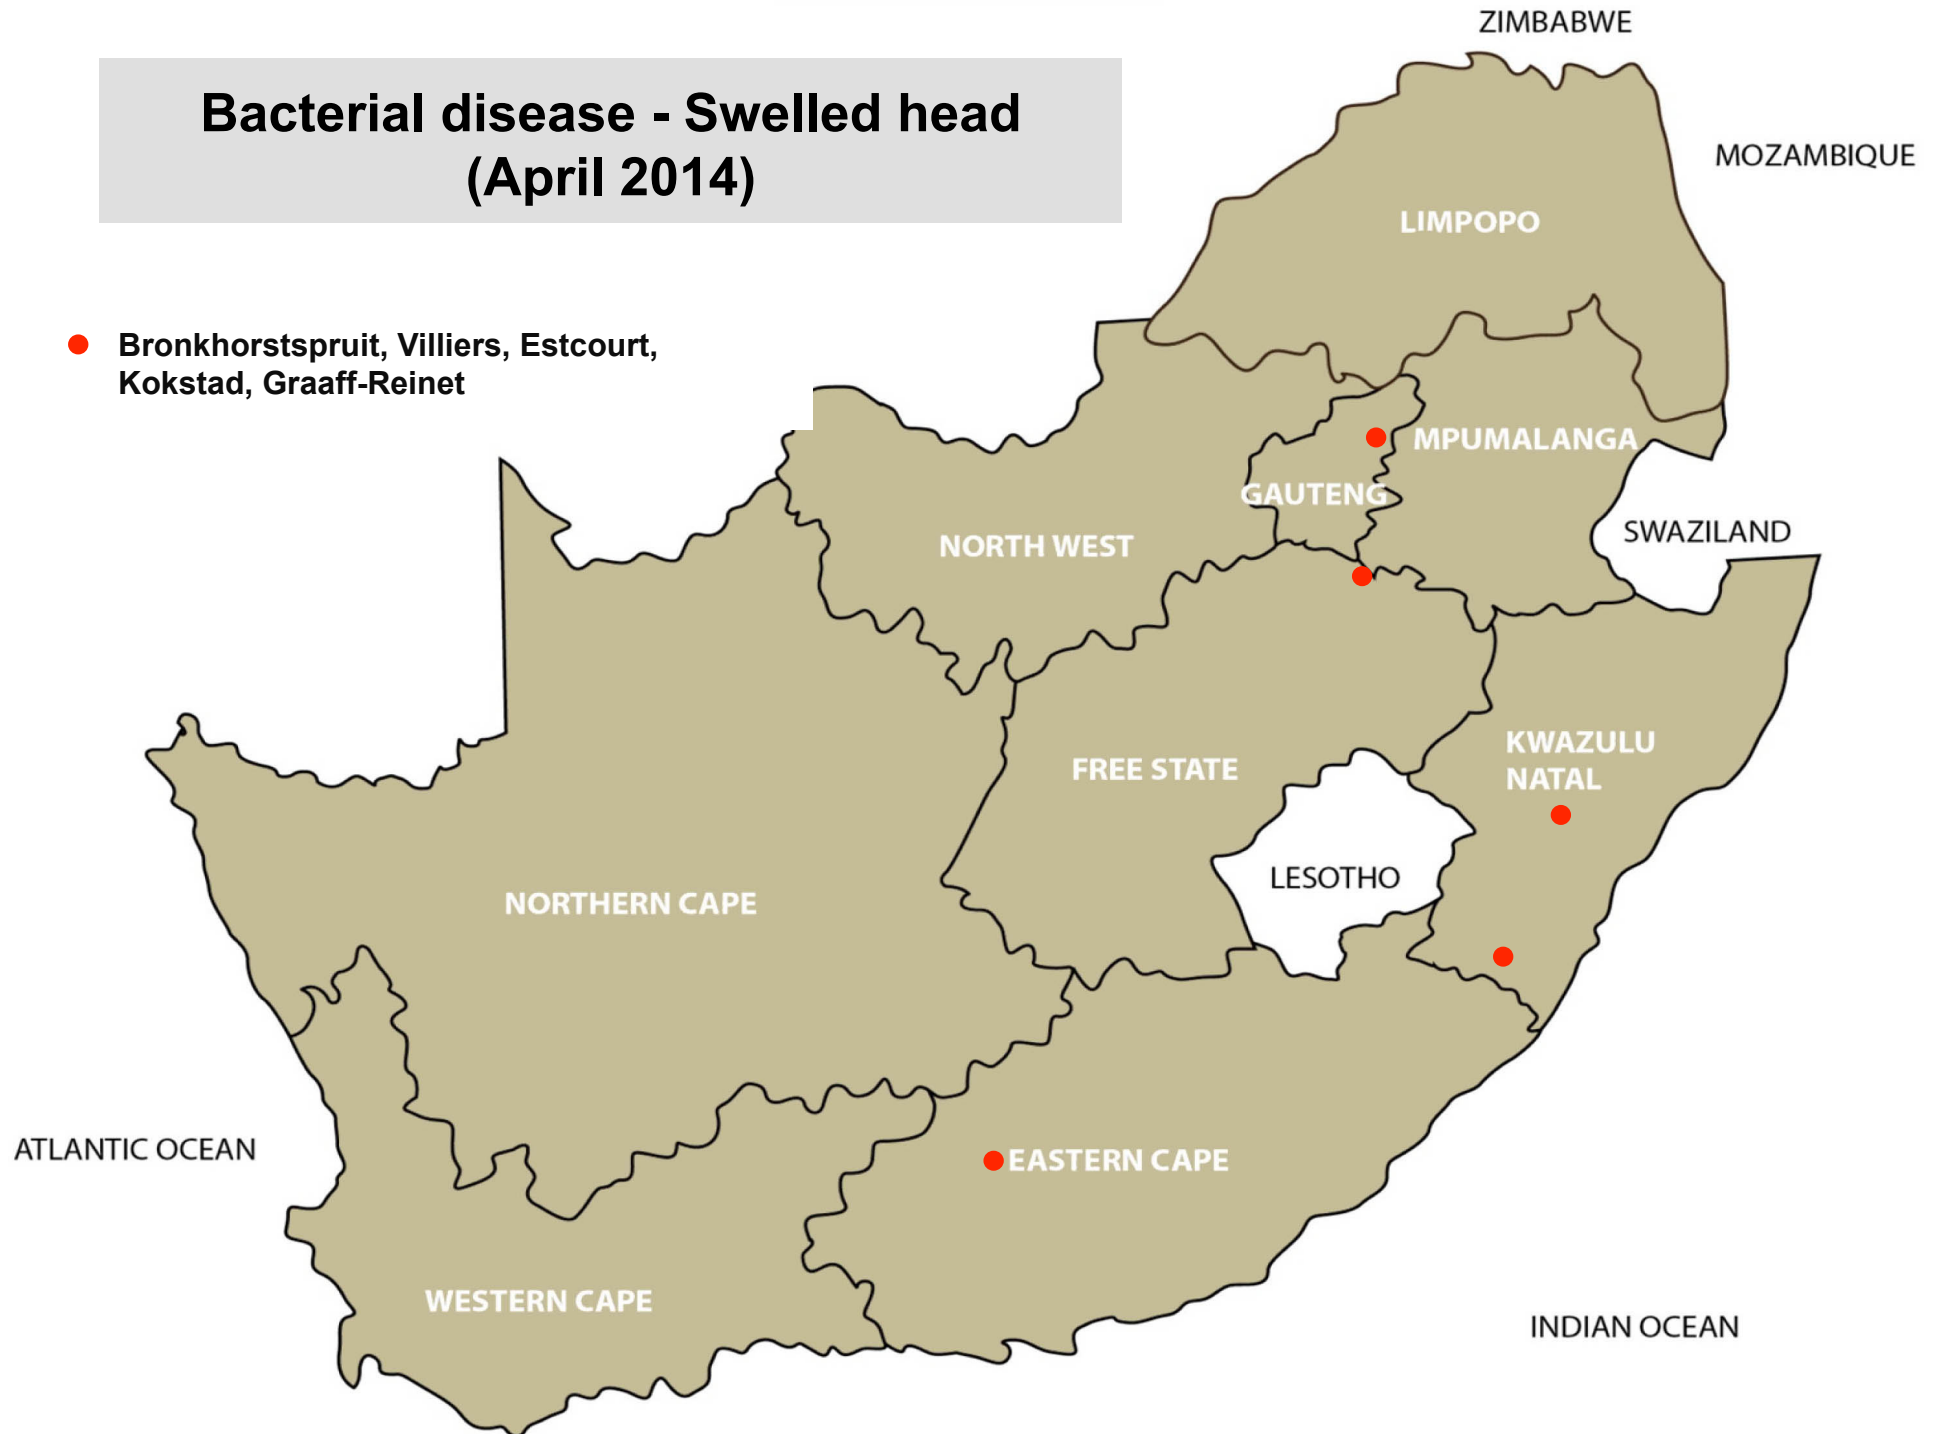 ZIMBABWE
Bacterial disease - Swelled head
(April 2014)
MOZAMBIQUE
LIMPOPO
Bronkhorstspruit, Villiers, Estcourt,
Kokstad, Graaff-Reinet
MPUMALANGA
GAUTENG
SWAZILAND
NORTH WEST
KWAZULU
NATAL
FREE STATE
LESOTHO
NORTHERN CAPE
ATLANTIC OCEAN
EASTERN CAPE
WESTERN CAPE
INDIAN OCEAN